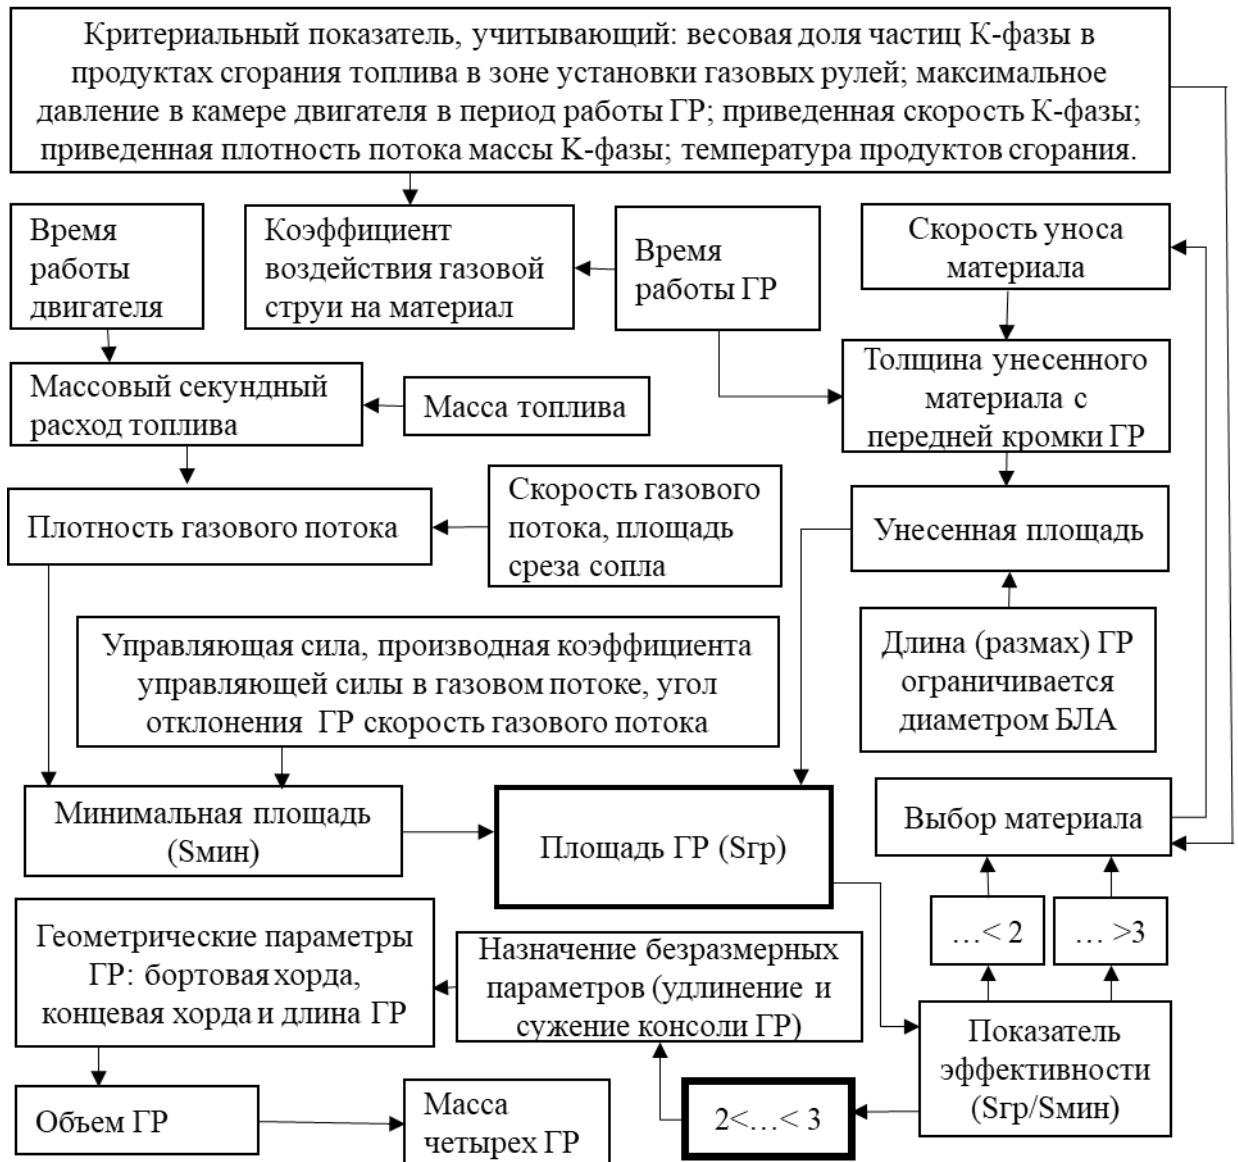 Критериальный показатель, учитывающий: весовая доля частиц К-фазы в
продуктах сгорания топлива в зоне установки газовых рулей; максимальное
давление в камере двигателя в период работы ГР; приведенная скорость К-фазы;
приведенная плотность потока массы К-фазы; температура продуктов сгорания.
Время
работы
двигателя
Коэффициент
воздействия газовой
струи на материал
Время
работы ГР
Скорость уноса
материала
Массовый секундный
расход топлива
Масса топлива
Толщина унесенного
материала с
передней кромки ГР
Плотность газового потока
Скорость газового
потока, площадь
среза сопла
Унесенная площадь
Управляющая сила, производная коэффициента
управляющей силы в газовом потоке, угол
отклонения ГР скорость газового потока
Длина (размах) ГР
ограничивается
диаметром БЛА
Минимальная площадь
(Sмин)
Площадь ГР (Sгр)
Выбор материала
…< 2
… >3
Геометрические параметры
ГР: бортовая хорда,
концевая хорда и длина ГР
Назначение безразмерных
параметров (удлинение и
сужение консоли ГР)
Показатель
эффективности
(Sгр/Sмин)
Объем ГР
Масса
четырех ГР
2<…< 3